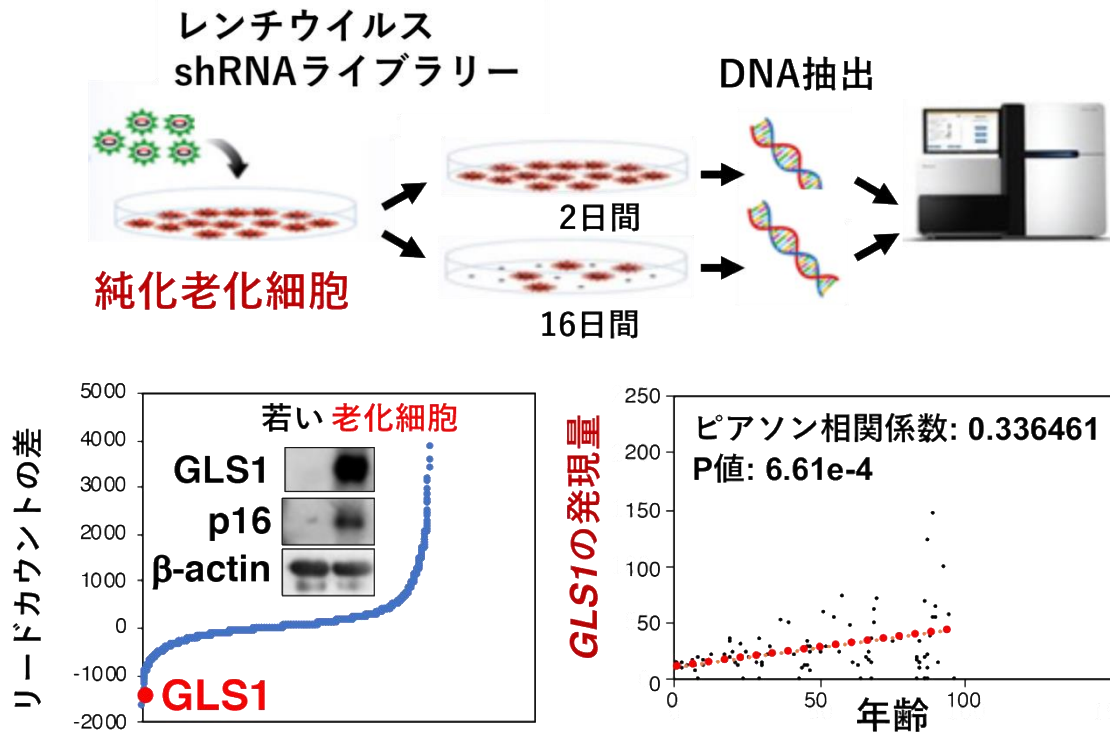 レンチウイルス
shRNAライブラリー
DNA抽出
2日間
純化老化細胞
16日間
リードカウントの差
5000
4000
3000
2000
1000
0
-1000
-2000
若い 老化細胞
GLS1
p16
β-actin
GLS1
GLS1の発現量
250
200
150
100
50
0
ピアソン相関係数: 0.336461
P値: 6.61e-4
0
50
100
年齢